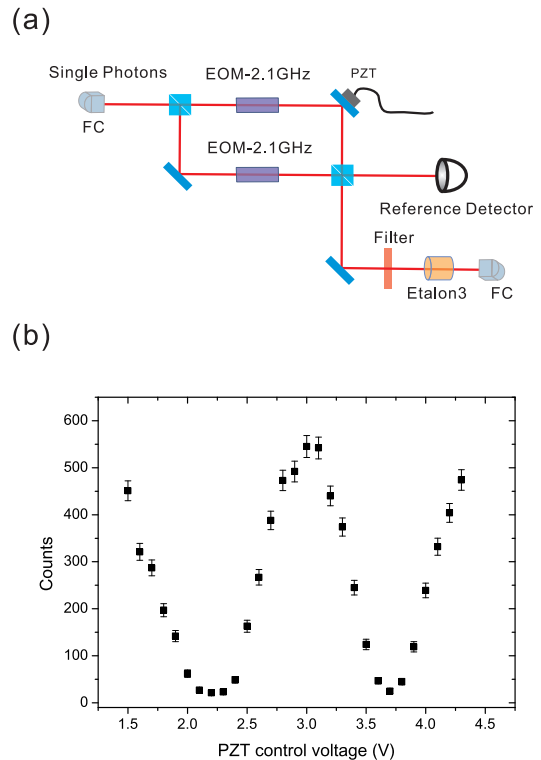 (a)
Single Photons
EOM-2.1GHz
PZT
FC
EOM-2.1GHz
Reference Detector
Filter
Etalon3
FC
(b)
600
500
400
300
200
100
0
Counts
1.5 2.0 2.5 3.0 3.5 4.0 4.5
PZT control voltage (V)